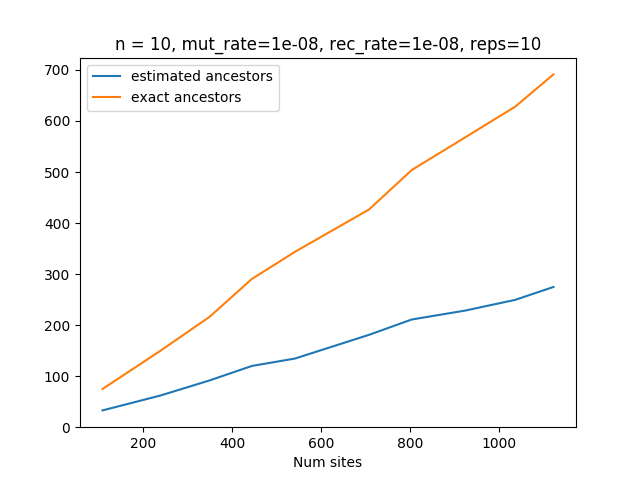 n = 10, mut_rate=1e-08, rec_rate=1e-08, reps=10
estimated ancestors
exact ancestors
700
600
500
400
300
200
100
0
200 400 600 800 1000
Num sites